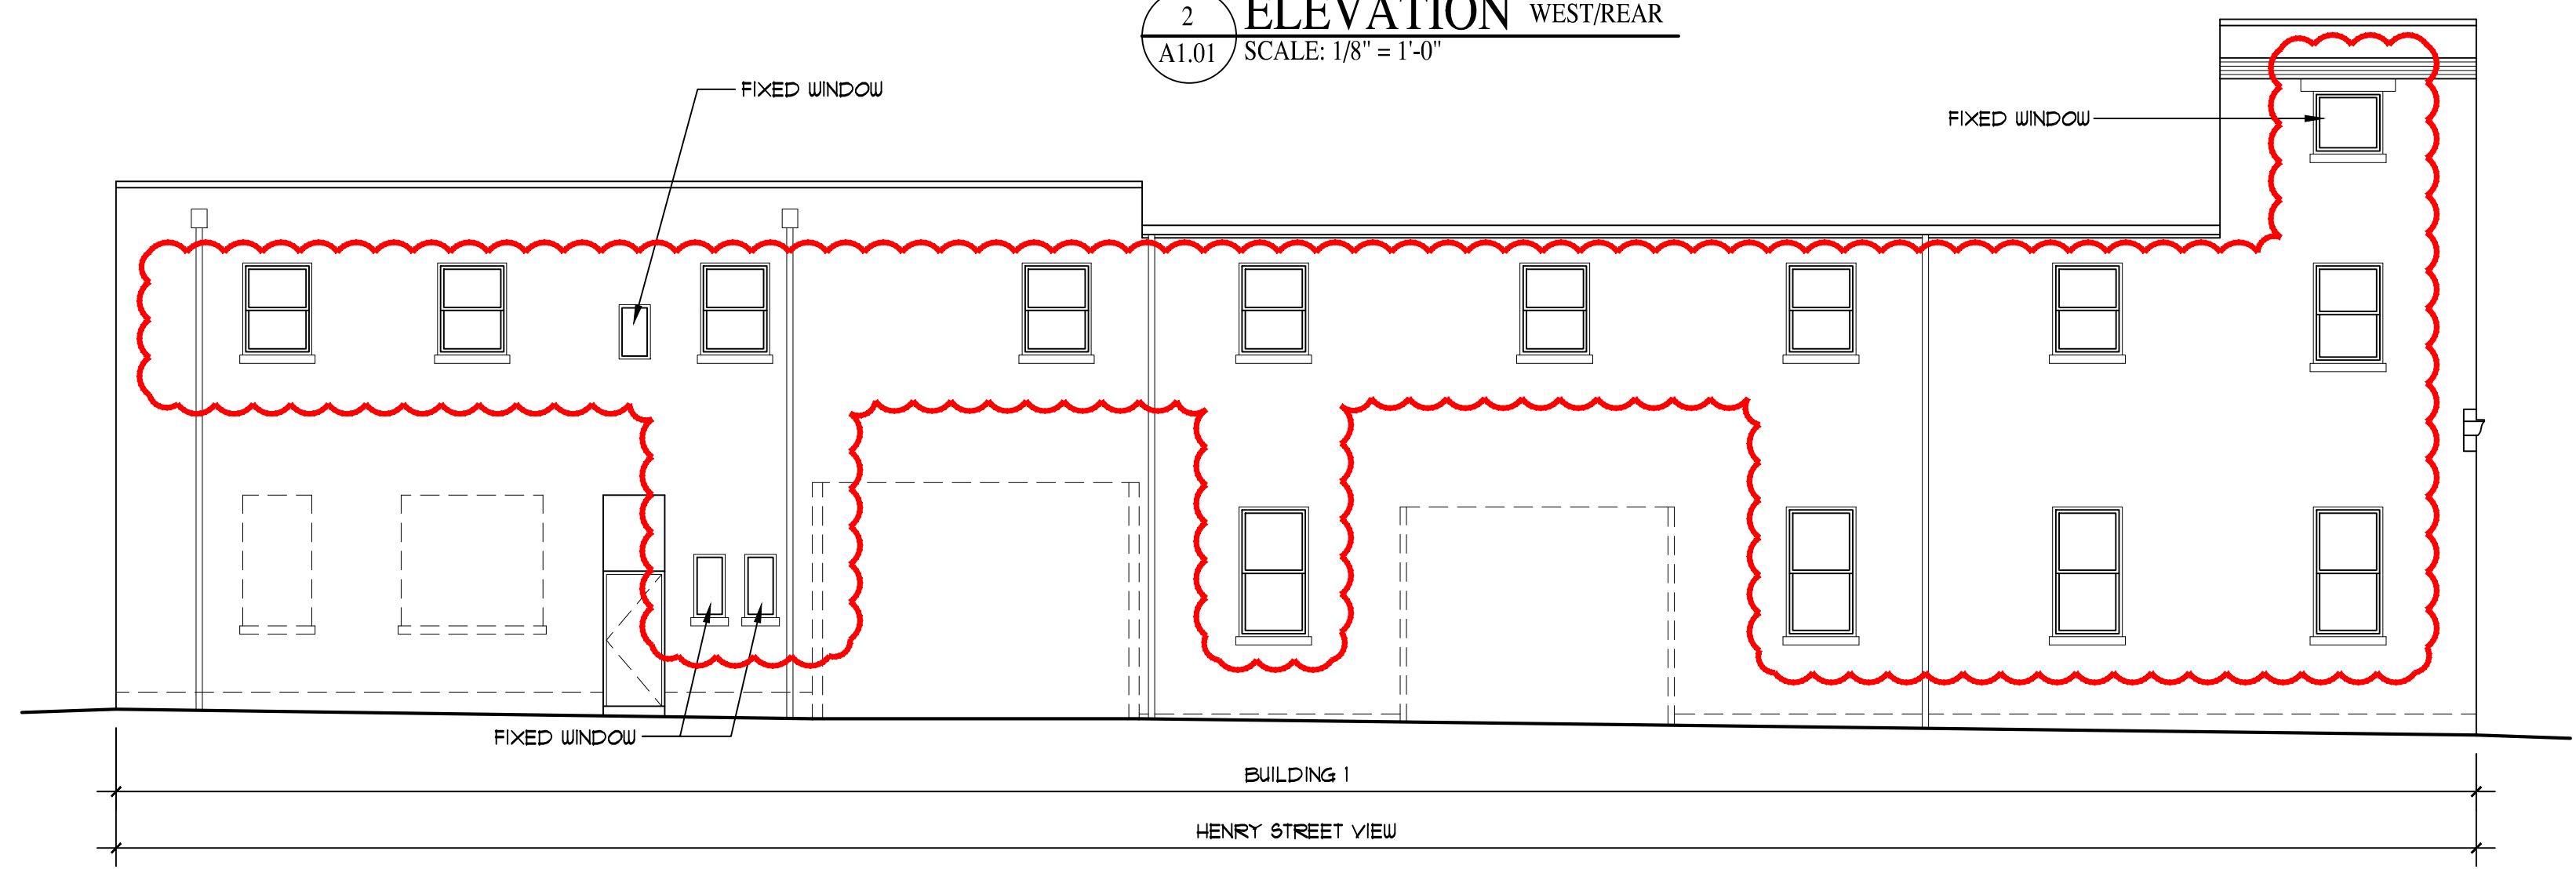 2
ELEVATION WEST/REAR
A1.01
SCALE: 1/8" = 1'-0"
FIXED WINDOW
FIXED WINDOW
FIXED WINDOW
BUILDING 1
HENRY STREET VIEW